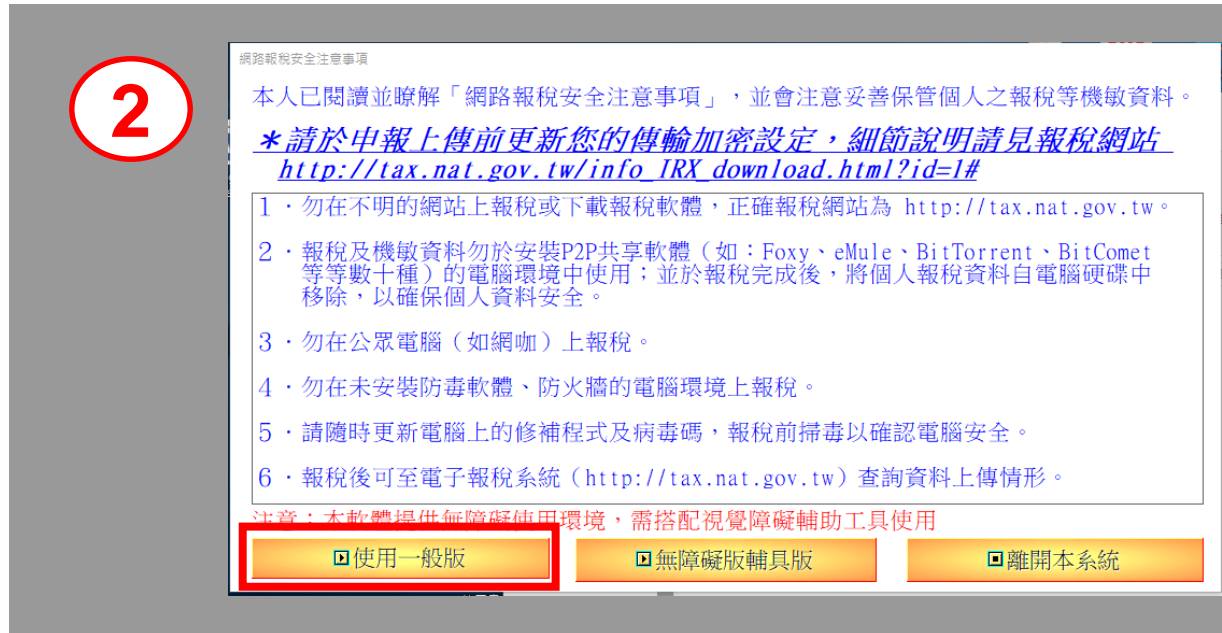 網路報稅安全注意事項
2
本人已閱讀並瞭解「網路報稅安全注意事項」，並會注意妥善保管個人之報稅等機敏資料。
＊請於申報上傳前更新您的傳輸加密設定，細節說明請見報稅網站
http://tax.nat.gov.tw/info_IRX_download.html?id=1#
1．勿在不明的網站上報稅或下載報稅軟體，正確報稅網站為 http://tax.nat.gov.tw。
2．報稅及機敏資料勿於安裝P2P共享軟體（如：Foxy、eMule、BitTorrent、BitComet
等等數十種）的電腦環境中使用；並於報稅完成後，將個人報稅資料自電腦硬碟中
移除，以確保個人資料安全。
3．勿在公眾電腦（如網咖）上報稅。
4．勿在未安裝防毒軟體、防火牆的電腦環境上報稅。
5．請隨時更新電腦上的修補程式及病毒碼，報稅前掃毒以確認電腦安全。
6．報稅後可至電子報稅系統（http://tax.nat.gov.tw）查詢資料上傳情形。
注意：本軟體提供無障礙使用環境，需搭配視覺障礙輔助工具使用
使用一般版
無障礙版輔具版
離開本系統